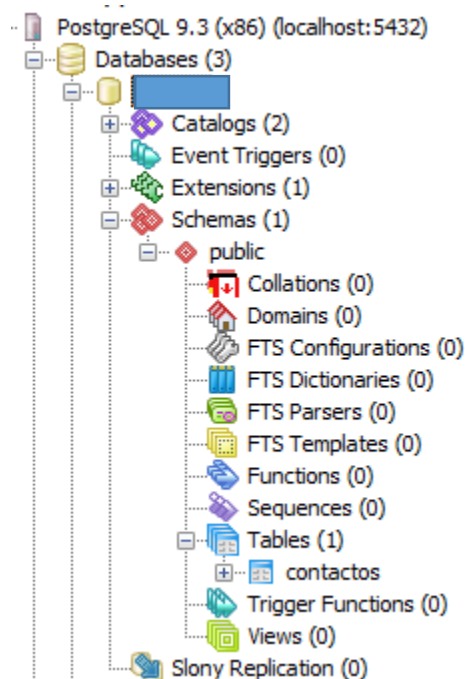 PostgreSQL 9.3 (x86) (localhost:5432)
Databases (3)
Catalogs (2)
Event Triggers (0)
Extensions (1)
Schemas (1)
public
Collations (0)
Domains (0)
FTS Configurations (0)
FTS Dictionaries (0)
FTS Parsers (0)
FTS Templates (0)
Functions (0)
Sequences (0)
Tables (1)
contactos
Trigger Functions (0)
Views (0)
Slony Replication (0)